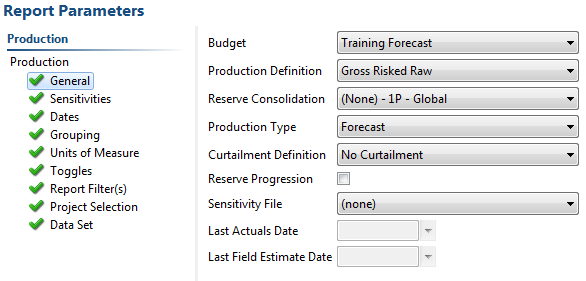 Report Parameters
Production
Production
General
Sensitivities
Dates
Grouping
Units of Measure
Toggles
Report Filter(s)
Project Selection
Data Set
Budget Training Forecast
Production Definition Gross Risked Raw
Reserve Consolidation (None) - 1P - Global
Production Type Forecast
Curtailment Definition No Curtailment
Reserve Progression
Sensitivity File (none)
Last Actuals Date
Last Field Estimate Date